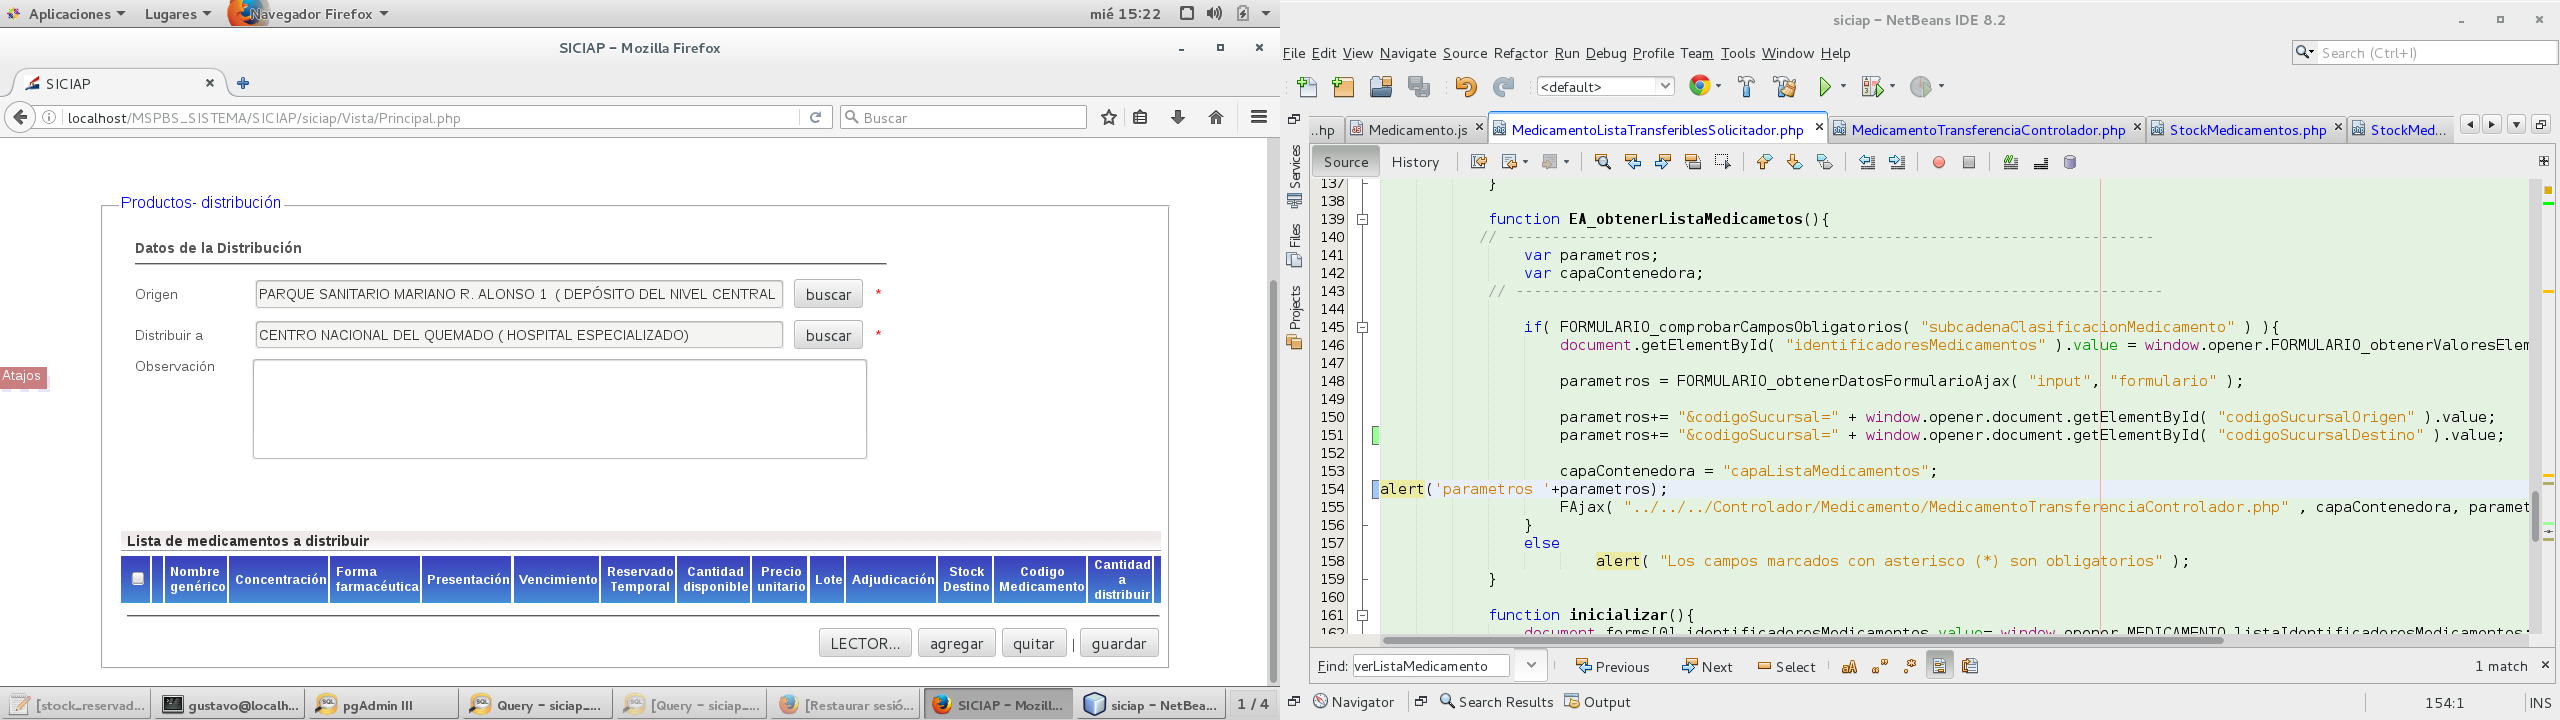 Aplicaciones Lugares Navegador Firefox mié 15:22
SICIAP – Mozilla Firefox
SICIAP
localhost/MSPBS_SISTEMA/SICIAP/siciap/Vista/Principal.php Buscar
Productos- distribución
Datos de la Distribución
Origen PARQUE SANITARIO MARIANO R. ALONSO 1 ( DEPÓSITO DEL NIVEL CENTRAL buscar *
Distribuir a CENTRO NACIONAL DEL QUEMADO ( HOSPITAL ESPECIALIZADO) buscar *
Observación
Atajos
Lista de medicamentos a distribuir
Nombre genérico Concentración Forma farmacéutica Presentación Vencimiento Reservado Temporal Cantidad disponible Precio unitario Lote Adjudicación Stock Destino Codigo Medicamento Cantidad a distribuir
LECTOR... agregar quitar | guardar
[stock_reservad... gustavo@localh... pgAdmin III Query – siciap_... [Query – siciap_... [Restaurar sesió... SICIAP – Mozill... siciap – NetBea... 1 / 4
siciap – NetBeans IDE 8.2
File Edit View Navigate Source Refactor Run Debug Profile Team Tools Window Help Search (Ctrl+I)
<default>
...hp Medicamento.js MedicamentoListaTransferiblesSolicitador.php MedicamentoTransferenciaControlador.php StockMedicamentos.php StockMed...
Source History
Services
Files
Projects
137 }
138
139 function EA_obtenerListaMedicametos(){
140 // ------------------------------------------------------------------------
141 var parametros;
142 var capaContenedora;
143 // ------------------------------------------------------------------------
144
145 if( FORMULARIO_comprobarCamposObligatorios( "subcadenaClasificacionMedicamento" ) ){
146 document.getElementById( "identificadoresMedicamentos" ).value = window.opener.FORMULARIO_obtenerValoresElem
147
148 parametros = FORMULARIO_obtenerDatosFormularioAjax( "input", "formulario" );
149
150 parametros+= "&codigoSucursal=" + window.opener.document.getElementById( "codigoSucursalOrigen" ).value;
151 parametros+= "&codigoSucursal=" + window.opener.document.getElementById( "codigoSucursalDestino" ).value;
152
153 capaContenedora = "capaListaMedicamentos";
154 alert('parametros '+parametros);
155 FAjax( "../../../Controlador/Medicamento/MedicamentoTransferenciaControlador.php" , capaContenedora, paramet
156 }
157 else
158 alert( "Los campos marcados con asterisco (*) son obligatorios" );
159 }
160
161 function inicializar(){
162 document.forms[0].identificadoresMedicamentos.value= window.opener.MEDICAMENTO_listaIdentificadoresMedicamentos;
Find: verListaMedicamento Previous Next Select 1 match
Navigator Search Results Output 154:1 INS